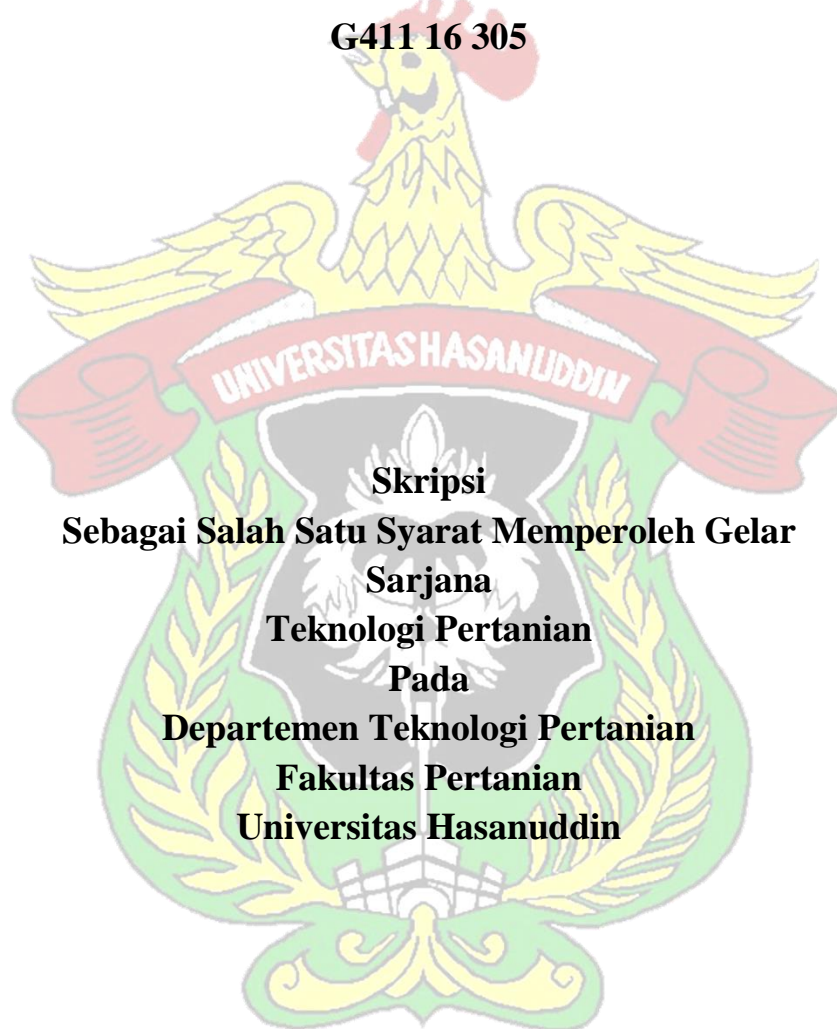 G411 16 305
UNIVERSITAS HASANUDDIN
Skripsi
Sebagai Salah Satu Syarat Memperoleh Gelar
Sarjana
Teknologi Pertanian
Pada
Departemen Teknologi Pertanian
Fakultas Pertanian
Universitas Hasanuddin